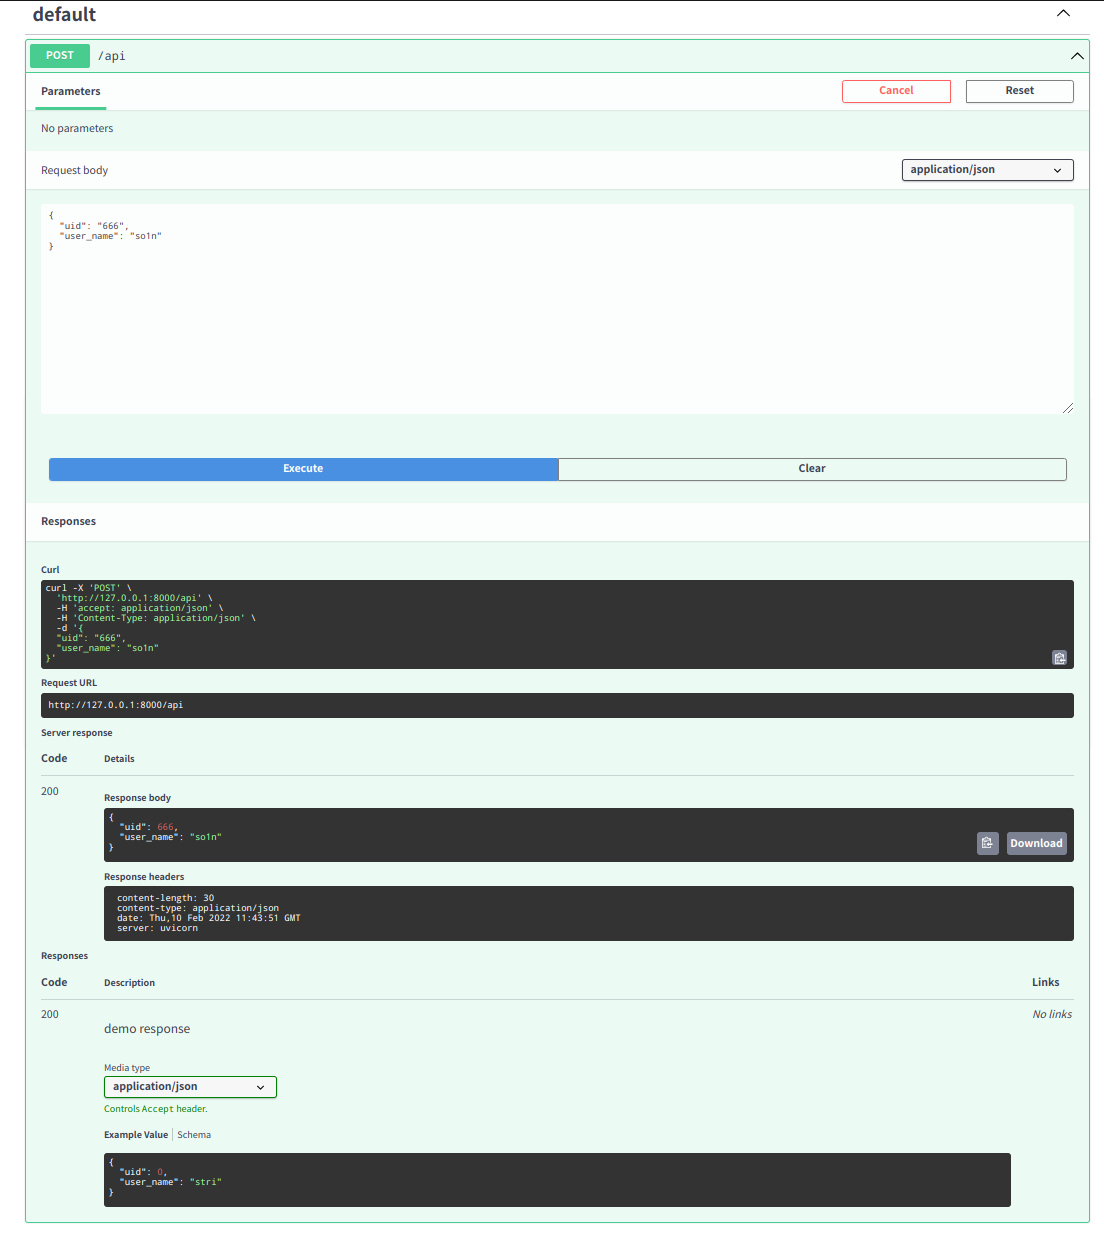 default
POST /api
Parameters
Cancel
Reset
No parameters
Request body
application/json
{
  "uid": "666",
  "user_name": "so1n"
}
Execute
Clear
Responses
Curl
curl -X 'POST' \
  'http://127.0.0.1:8000/api' \
  -H 'accept: application/json' \
  -H 'Content-Type: application/json' \
  -d '{
  "uid": "666",
  "user_name": "so1n"
}'
Request URL
http://127.0.0.1:8000/api
Server response
Code Details
200
Response body
{
  "uid": 666,
  "user_name": "so1n"
}
Download
Response headers
content-length: 30
content-type: application/json
date: Thu,10 Feb 2022 11:43:51 GMT
server: uvicorn
Responses
Code Description Links
200
No links
demo response
Media type
application/json
Controls Accept header.
Example Value Schema
{
  "uid": 0,
  "user_name": "stri"
}